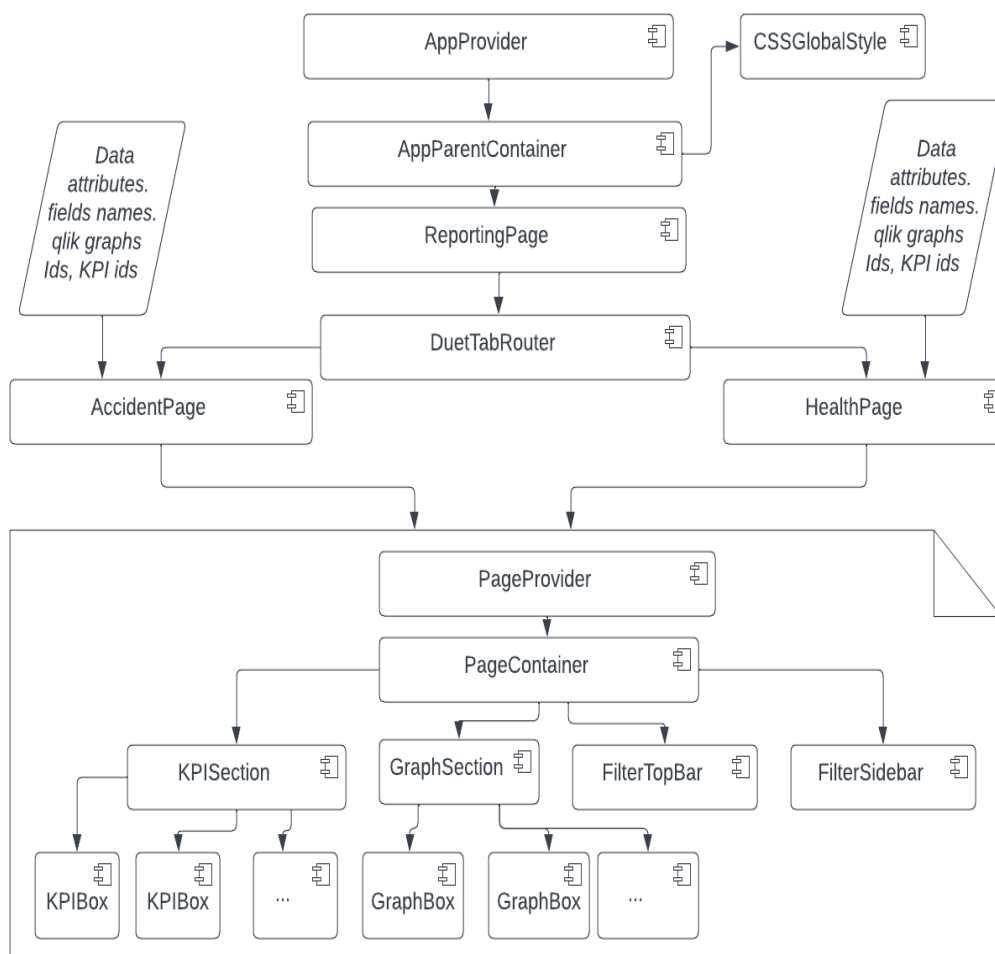 AppProvider
CSSGlobalStyle
AppParentContainer
Data
attributes.
fields names.
qlik graphs
Ids, KPI ids
Data
attributes.
fields names.
qlik graphs
Ids, KPI ids
ReportingPage
DuetTabRouter
AccidentPage
HealthPage
PageProvider
PageContainer
KPISection
GraphSection
FilterTopBar
FilterSidebar
KPIBox
KPIBox
...
GraphBox
GraphBox
...